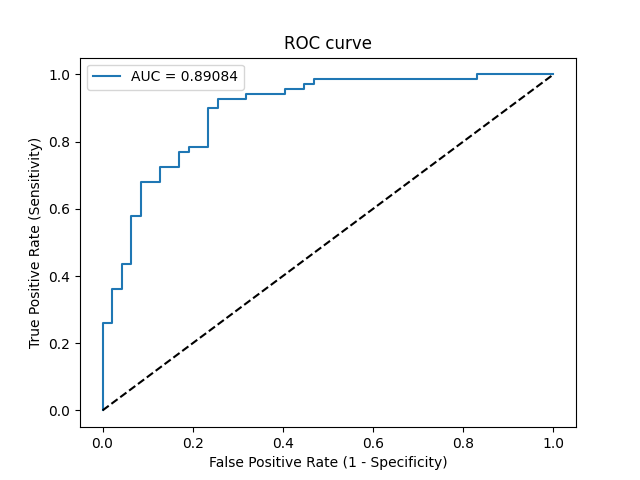 ROC curve
AUC = 0.89084
1.0
0.8
0.6
0.4
0.2
0.0
True Positive Rate (Sensitivity)
0.0 0.2 0.4 0.6 0.8 1.0
False Positive Rate (1 - Specificity)